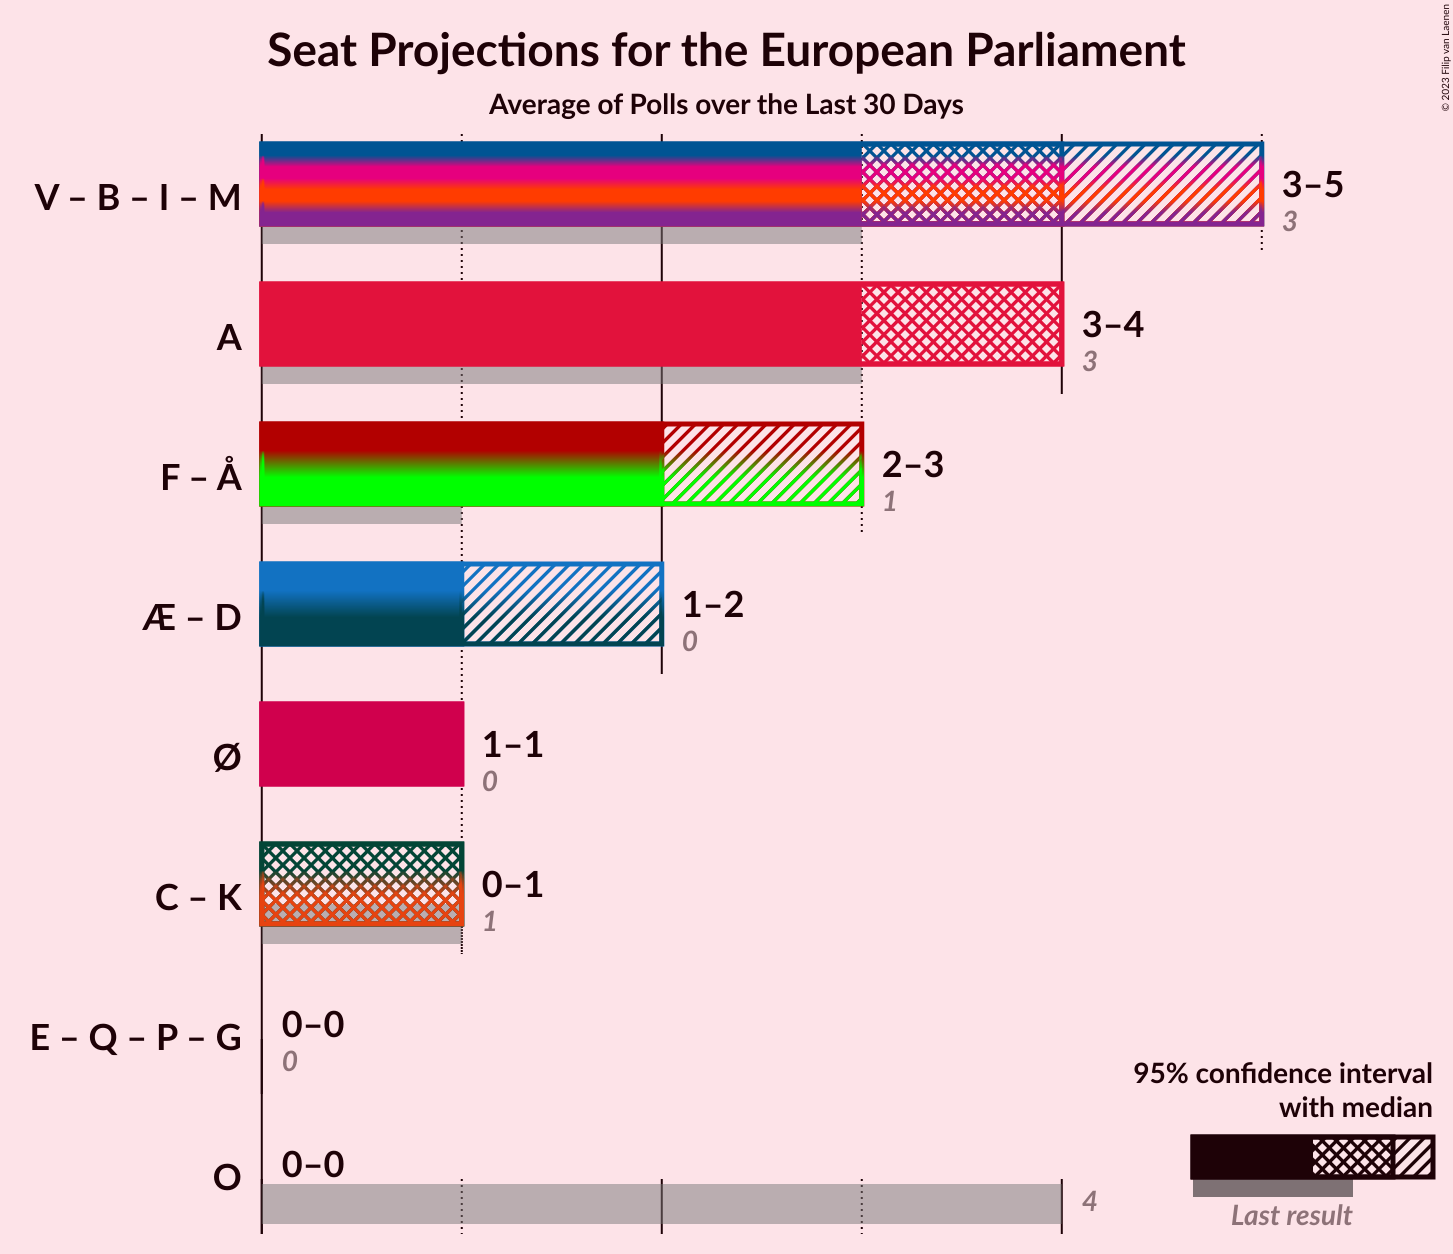 Seat Projections for the European Parliament
Average of Polls over the Last 30 Days
© 2023 Filip van Laenen
V – B – I – M
3–5
3
A
3–4
3
F – Å
2–3
1
Æ – D
1–2
0
Ø
1–1
0
C – K
0–1
1
E – Q – P – G
0–0
0
O
0–0
4
95% confidence interval
with median
Last result